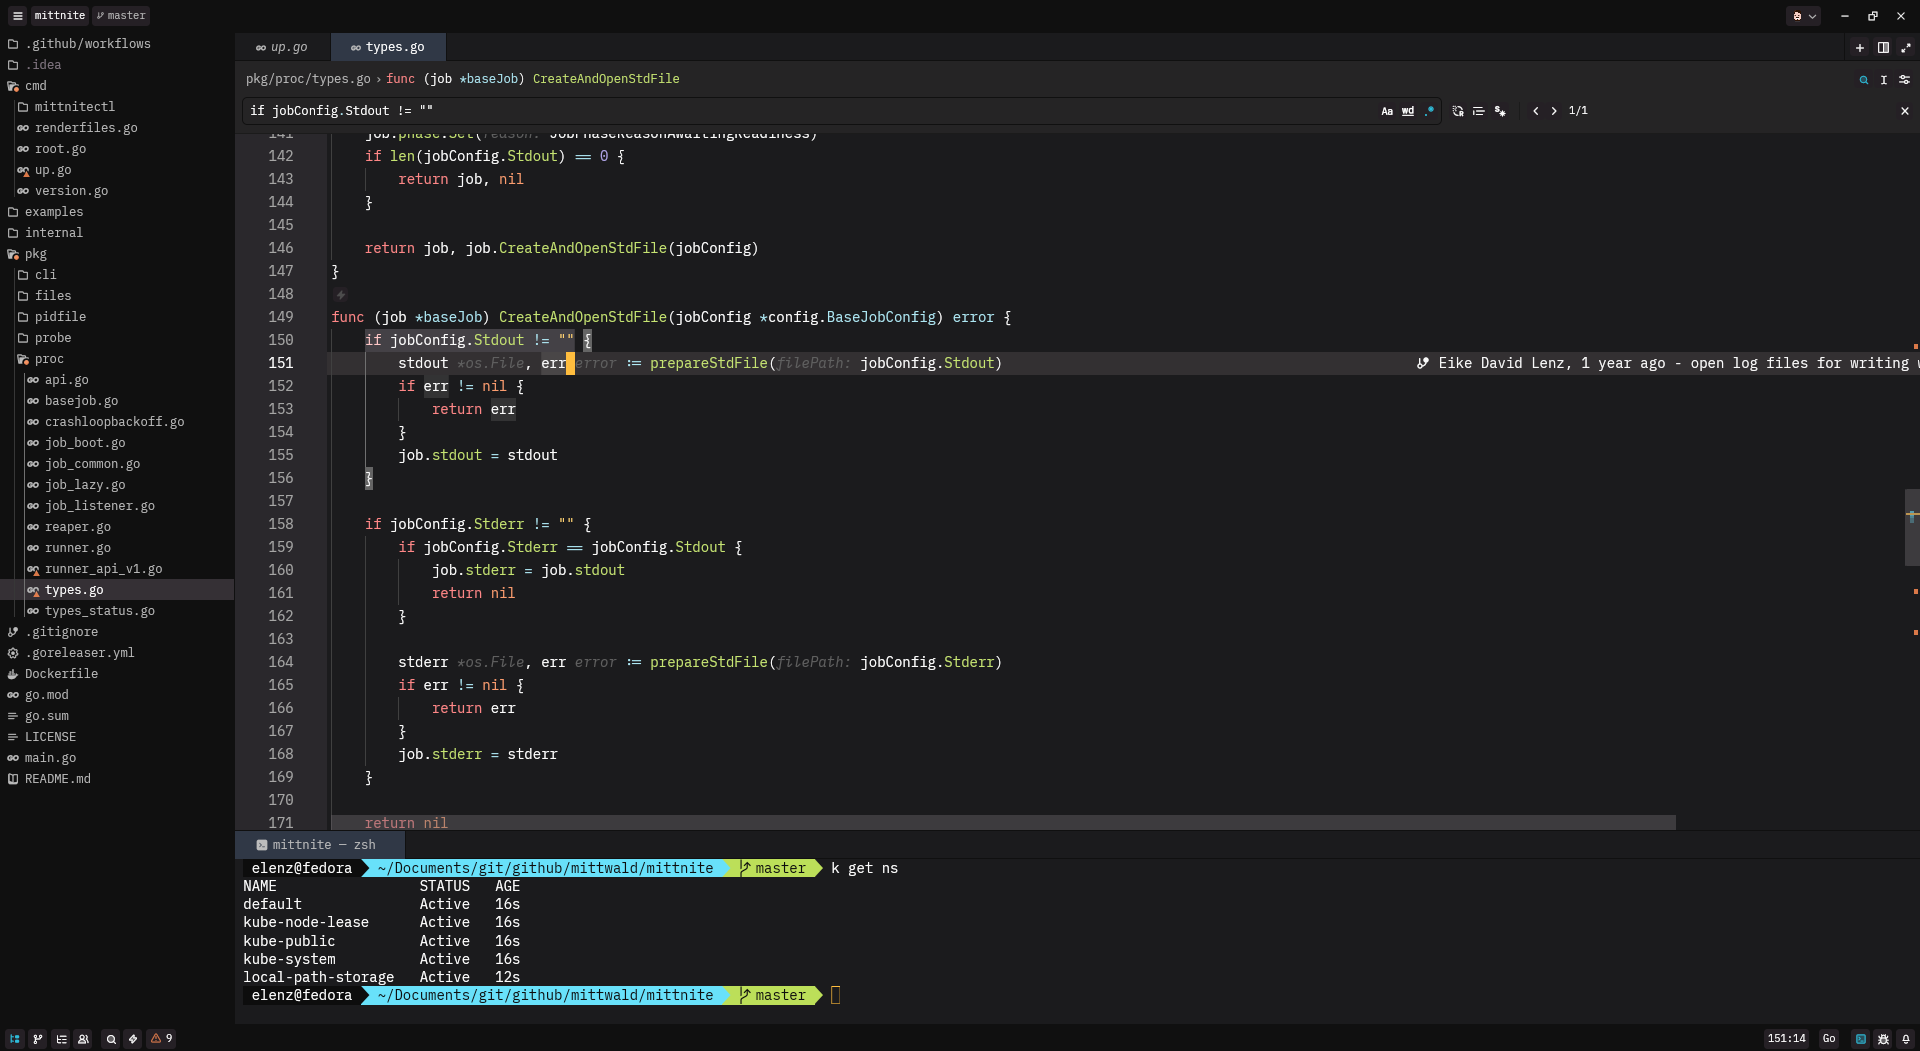 mittnite master
.github/workflows
.idea
cmd
mittnitectl
renderfiles.go
root.go
up.go
version.go
examples
internal
pkg
cli
files
pidfile
probe
proc
api.go
basejob.go
crashloopbackoff.go
job_boot.go
job_common.go
job_lazy.go
job_listener.go
reaper.go
runner.go
runner_api_v1.go
types.go
types_status.go
.gitignore
.goreleaser.yml
Dockerfile
go.mod
go.sum
LICENSE
main.go
README.md
up.go types.go
pkg/proc/types.go › func (job *baseJob) CreateAndOpenStdFile
if jobConfig.Stdout != "" Aa wd .* 1/1
141 job.phase.Set(reason: JobPhaseReasonAwaitingReadiness)
142 if len(jobConfig.Stdout) == 0 {
143 return job, nil
144 }
145
146 return job, job.CreateAndOpenStdFile(jobConfig)
147 }
148
149 func (job *baseJob) CreateAndOpenStdFile(jobConfig *config.BaseJobConfig) error {
150 if jobConfig.Stdout != "" {
151 stdout *os.File, err error := prepareStdFile(filePath: jobConfig.Stdout) Eike David Lenz, 1 year ago - open log files for writing
152 if err != nil {
153 return err
154 }
155 job.stdout = stdout
156 }
157
158 if jobConfig.Stderr != "" {
159 if jobConfig.Stderr == jobConfig.Stdout {
160 job.stderr = job.stdout
161 return nil
162 }
163
164 stderr *os.File, err error := prepareStdFile(filePath: jobConfig.Stderr)
165 if err != nil {
166 return err
167 }
168 job.stderr = stderr
169 }
170
171 return nil
mittnite — zsh
elenz@fedora ~/Documents/git/github/mittwald/mittnite master k get ns
NAME STATUS AGE
default Active 16s
kube-node-lease Active 16s
kube-public Active 16s
kube-system Active 16s
local-path-storage Active 12s
elenz@fedora ~/Documents/git/github/mittwald/mittnite master
9 151:14 Go